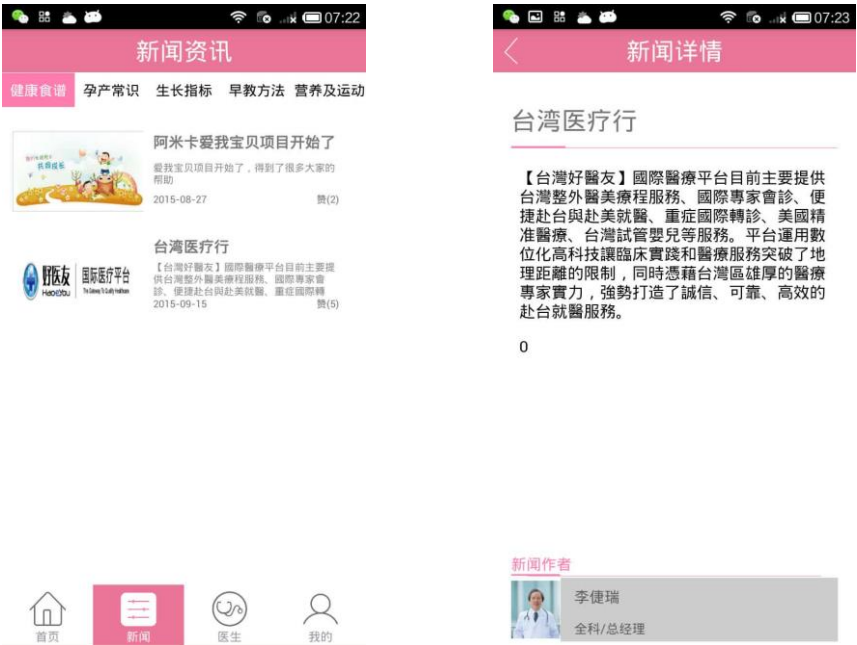 07:22
新闻资讯
健康食谱 孕产常识 生长指标 早教方法 营养及运动
共同成长
阿米卡爱我宝贝项目开始了
爱我宝贝项目开始了，得到了很多大家的
帮助
2015-08-27 赞(2)
好医友 国际医疗平台
HaoEyou
台湾医疗行
【台灣好醫友】國際醫療平台目前主要提
供台灣整外醫美療程服務、國際專家會
診、便捷赴台與赴美就醫、重症國際轉
2015-09-15 赞(5)
首页 新闻 医生 我的
07:23
新闻详情
台湾医疗行
【台灣好醫友】國際醫療平台目前主要提供
台灣整外醫美療程服務、國際專家會診、便
捷赴台與赴美就醫、重症國際轉診、美國精
准醫療、台灣試管嬰兒等服務。平台運用數
位化高科技讓臨床實踐和醫療服務突破了地
理距離的限制，同時憑藉台灣區雄厚的醫療
專家實力，強勢打造了誠信、可靠、高效的
赴台就醫服務。
0
新闻作者
李倢瑞
全科/总经理